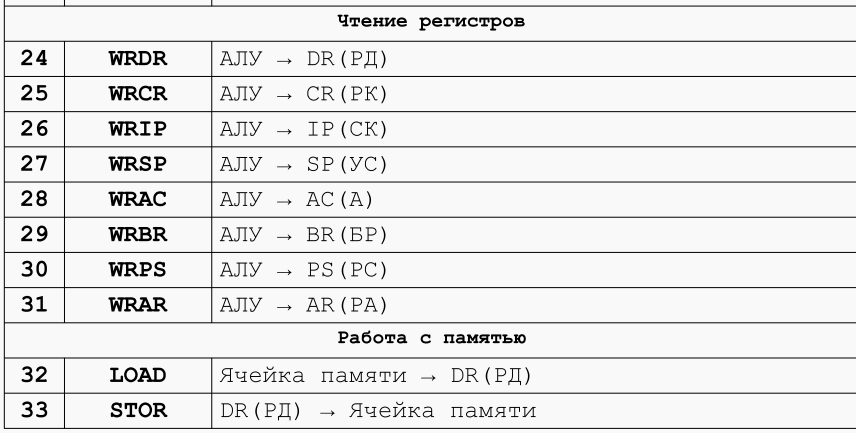 Чтение регистров
24 WRDR АЛУ → DR(РД)
25 WRCR АЛУ → CR(РК)
26 WRIP АЛУ → IP(СК)
27 WRSP АЛУ → SP(УС)
28 WRAC АЛУ → AC(А)
29 WRBR АЛУ → BR(БР)
30 WRPS АЛУ → PS(РС)
31 WRAR АЛУ → AR(РА)
Работа с памятью
32 LOAD Ячейка памяти → DR(РД)
33 STOR DR(РД) → Ячейка памяти